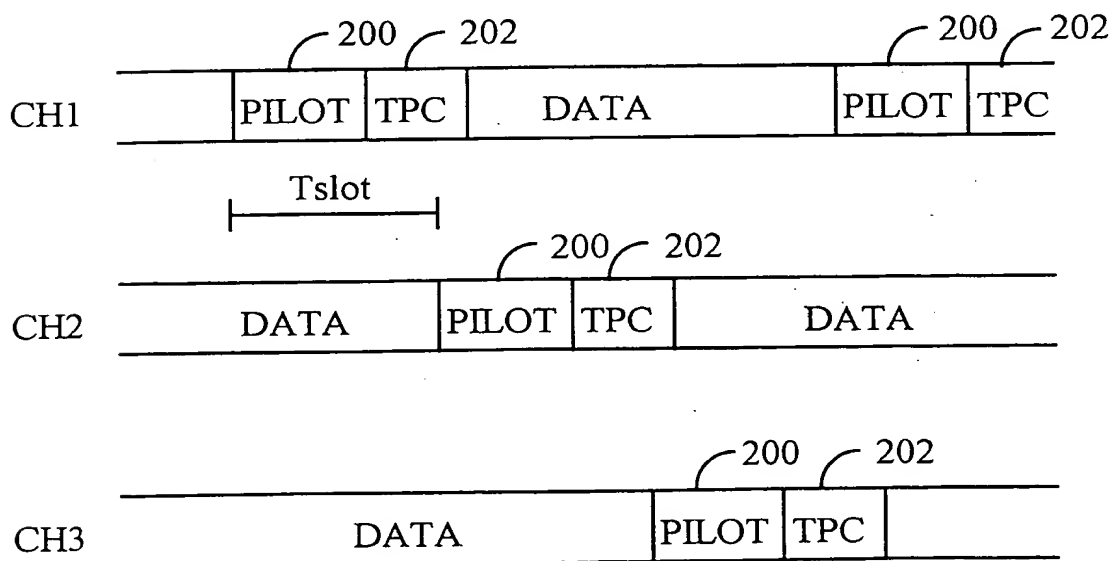 200 202 200 202
CH1 PILOT TPC DATA PILOT TPC
Tslot
200 202
CH2 DATA PILOT TPC DATA
200 202
CH3 DATA PILOT TPC